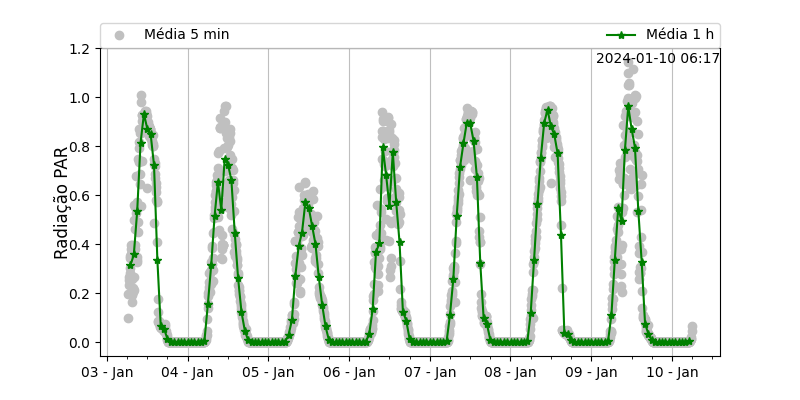 Média 5 min
Média 1 h
2024-01-10 06:17
Radiação PAR
1.2
1.0
0.8
0.6
0.4
0.2
0.0
03 - Jan
04 - Jan
05 - Jan
06 - Jan
07 - Jan
08 - Jan
09 - Jan
10 - Jan